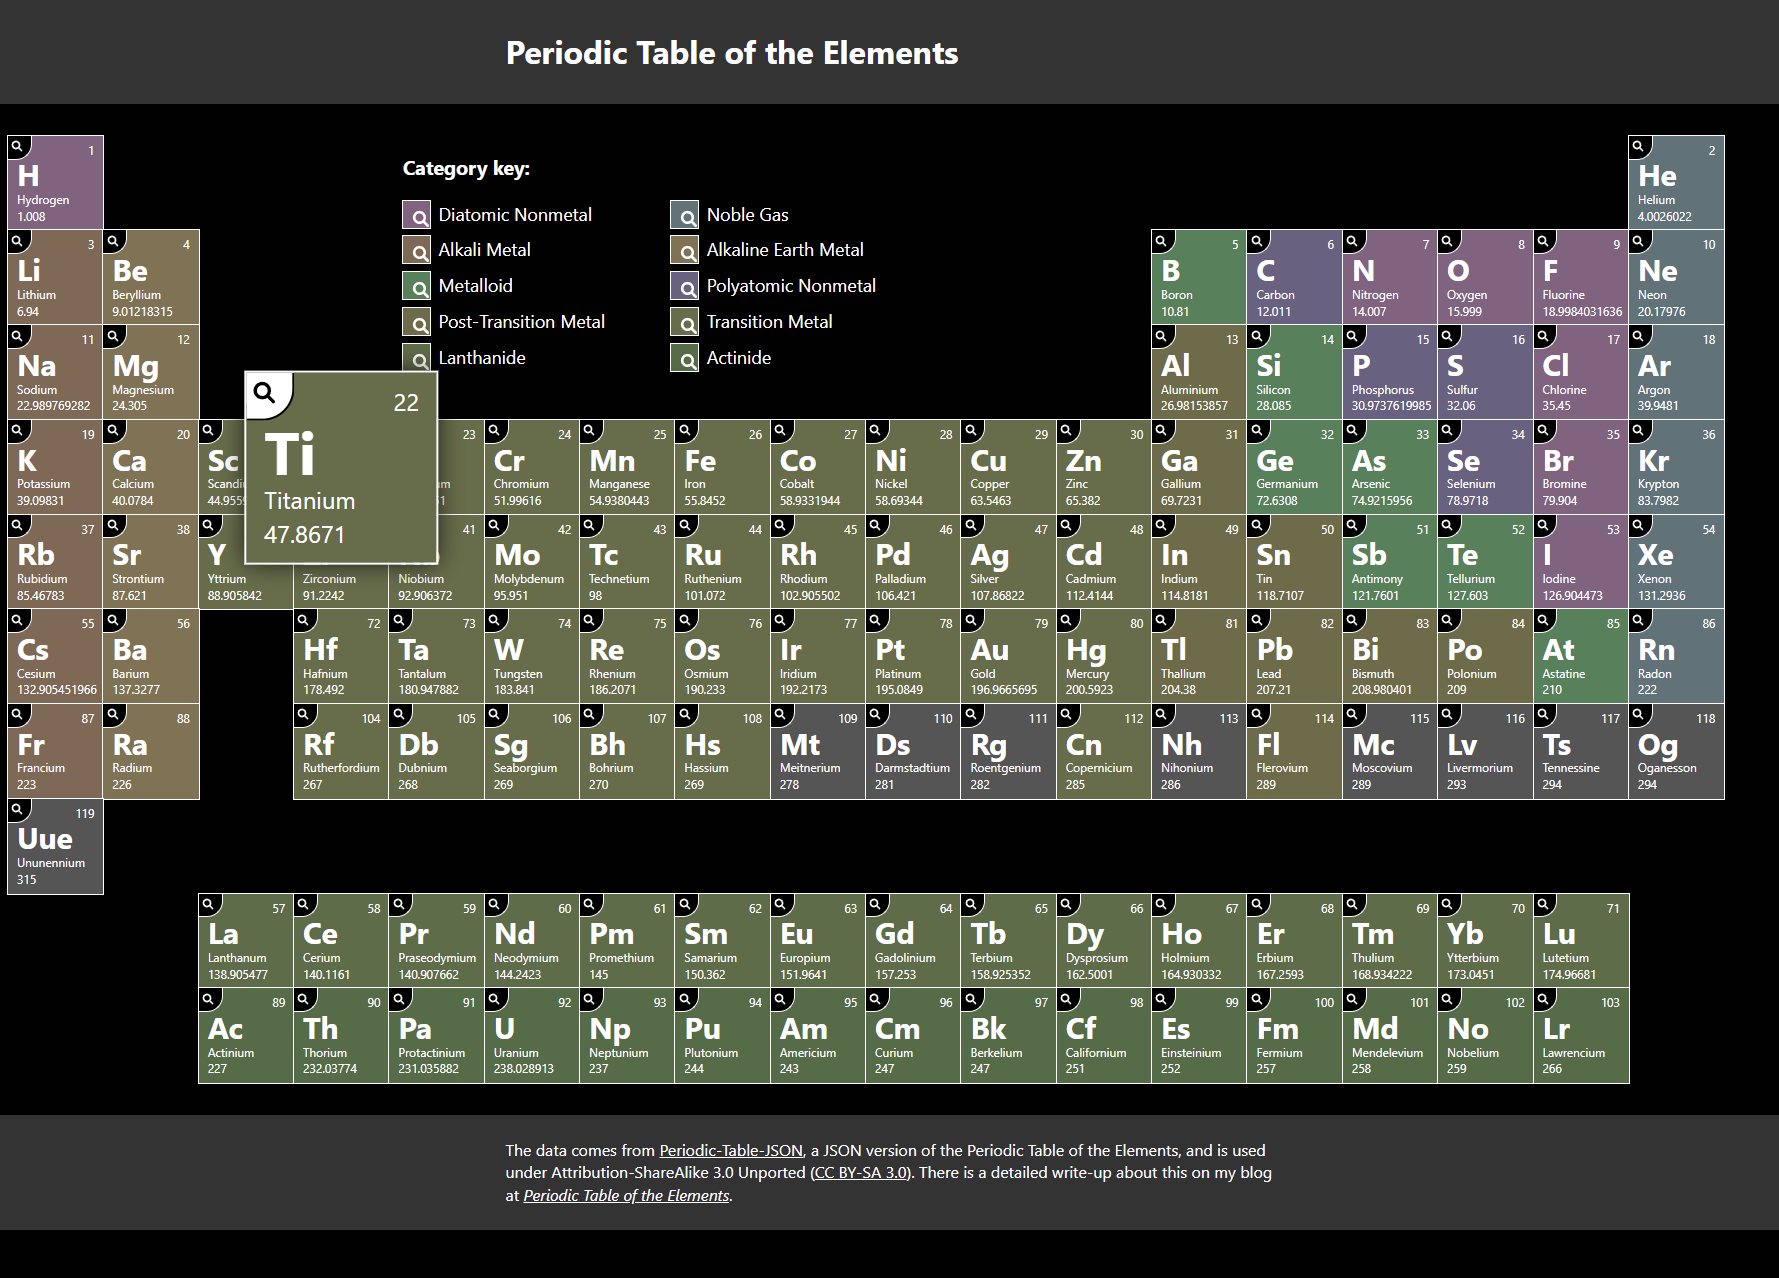 Periodic Table of the Elements
1
H
Hydrogen
1.008
Category key:
Diatomic Nonmetal
Noble Gas
Alkali Metal
Alkaline Earth Metal
Metalloid
Polyatomic Nonmetal
Post-Transition Metal
Transition Metal
Lanthanide
Actinide
2
He
Helium
4.0026022
3
Li
Lithium
6.94
4
Be
Beryllium
9.01218315
5
B
Boron
10.81
6
C
Carbon
12.011
7
N
Nitrogen
14.007
8
O
Oxygen
15.999
9
F
Fluorine
18.9984031636
10
Ne
Neon
20.17976
11
Na
Sodium
22.989769282
12
Mg
Magnesium
24.305
13
Al
Aluminium
26.98153857
14
Si
Silicon
28.085
15
P
Phosphorus
30.9737619985
16
S
Sulfur
32.06
17
Cl
Chlorine
35.45
18
Ar
Argon
39.9481
19
K
Potassium
39.09831
20
Ca
Calcium
40.0784
Sc
22
Ti
Titanium
47.8671
23
24
Cr
Chromium
51.99616
25
Mn
Manganese
54.9380443
26
Fe
Iron
55.8452
27
Co
Cobalt
58.9331944
28
Ni
Nickel
58.69344
29
Cu
Copper
63.5463
30
Zn
Zinc
65.382
31
Ga
Gallium
69.7231
32
Ge
Germanium
72.6308
33
As
Arsenic
74.9215956
34
Se
Selenium
78.9718
35
Br
Bromine
79.904
36
Kr
Krypton
83.7982
37
Rb
Rubidium
85.46783
38
Sr
Strontium
87.621
Y
Yttrium
88.905842
Zirconium
91.2242
41
Niobium
92.906372
42
Mo
Molybdenum
95.951
43
Tc
Technetium
98
44
Ru
Ruthenium
101.072
45
Rh
Rhodium
102.905502
46
Pd
Palladium
106.421
47
Ag
Silver
107.86822
48
Cd
Cadmium
112.4144
49
In
Indium
114.8181
50
Sn
Tin
118.7107
51
Sb
Antimony
121.7601
52
Te
Tellurium
127.603
53
I
Iodine
126.904473
54
Xe
Xenon
131.2936
55
Cs
Cesium
132.905451966
56
Ba
Barium
137.3277
72
Hf
Hafnium
178.492
73
Ta
Tantalum
180.947882
74
W
Tungsten
183.841
75
Re
Rhenium
186.2071
76
Os
Osmium
190.233
77
Ir
Iridium
192.2173
78
Pt
Platinum
195.0849
79
Au
Gold
196.9665695
80
Hg
Mercury
200.5923
81
Tl
Thallium
204.38
82
Pb
Lead
207.21
83
Bi
Bismuth
208.980401
84
Po
Polonium
209
85
At
Astatine
210
86
Rn
Radon
222
87
Fr
Francium
223
88
Ra
Radium
226
104
Rf
Rutherfordium
267
105
Db
Dubnium
268
106
Sg
Seaborgium
269
107
Bh
Bohrium
270
108
Hs
Hassium
269
109
Mt
Meitnerium
278
110
Ds
Darmstadtium
281
111
Rg
Roentgenium
282
112
Cn
Copernicium
285
113
Nh
Nihonium
286
114
Fl
Flerovium
289
115
Mc
Moscovium
289
116
Lv
Livermorium
293
117
Ts
Tennessine
294
118
Og
Oganesson
294
119
Uue
Ununennium
315
57
La
Lanthanum
138.905477
58
Ce
Cerium
140.1161
59
Pr
Praseodymium
140.907662
60
Nd
Neodymium
144.2423
61
Pm
Promethium
145
62
Sm
Samarium
150.362
63
Eu
Europium
151.9641
64
Gd
Gadolinium
157.253
65
Tb
Terbium
158.925352
66
Dy
Dysprosium
162.5001
67
Ho
Holmium
164.930332
68
Er
Erbium
167.2593
69
Tm
Thulium
168.934222
70
Yb
Ytterbium
173.0451
71
Lu
Lutetium
174.96681
89
Ac
Actinium
227
90
Th
Thorium
232.03774
91
Pa
Protactinium
231.035882
92
U
Uranium
238.028913
93
Np
Neptunium
237
94
Pu
Plutonium
244
95
Am
Americium
243
96
Cm
Curium
247
97
Bk
Berkelium
247
98
Cf
Californium
251
99
Es
Einsteinium
252
100
Fm
Fermium
257
101
Md
Mendelevium
258
102
No
Nobelium
259
103
Lr
Lawrencium
266
The data comes from Periodic-Table-JSON, a JSON version of the Periodic Table of the Elements, and is used
under Attribution-ShareAlike 3.0 Unported (CC BY-SA 3.0). There is a detailed write-up about this on my blog
at Periodic Table of the Elements.